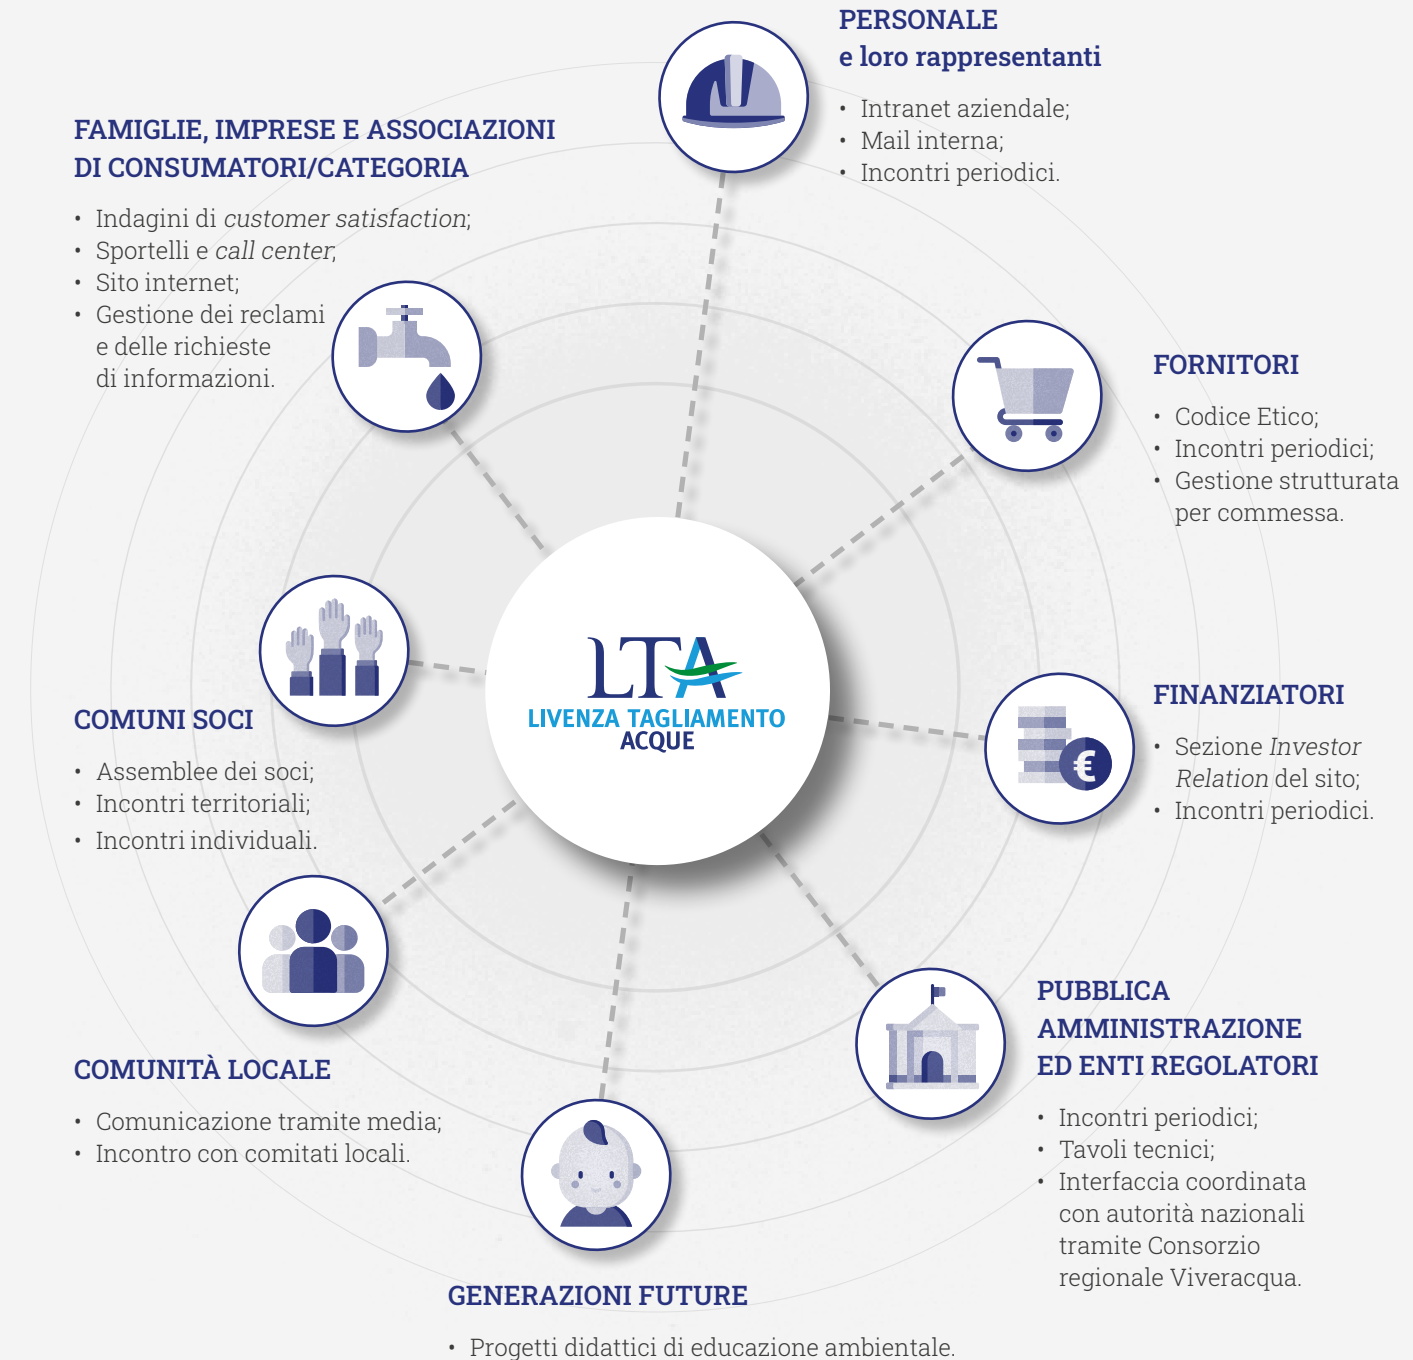 PERSONALE
e loro rappresentanti
• Intranet aziendale;
• Mail interna;
• Incontri periodici.
FAMIGLIE, IMPRESE E ASSOCIAZIONI
DI CONSUMATORI/CATEGORIA
• Indagini di customer satisfaction;
• Sportelli e call center;
• Sito internet;
• Gestione dei reclami
e delle richieste
di informazioni.
FORNITORI
• Codice Etico;
• Incontri periodici;
• Gestione strutturata
per commessa.
LTA
LIVENZA TAGLIAMENTO
ACQUE
FINANZIATORI
• Sezione Investor
Relation del sito;
• Incontri periodici.
€
COMUNI SOCI
• Assemblee dei soci;
• Incontri territoriali;
• Incontri individuali.
PUBBLICA
AMMINISTRAZIONE
ED ENTI REGOLATORI
• Incontri periodici;
• Tavoli tecnici;
• Interfaccia coordinata
con autorità nazionali
tramite Consorzio
regionale Viveracqua.
COMUNITÀ LOCALE
• Comunicazione tramite media;
• Incontro con comitati locali.
GENERAZIONI FUTURE
• Progetti didattici di educazione ambientale.